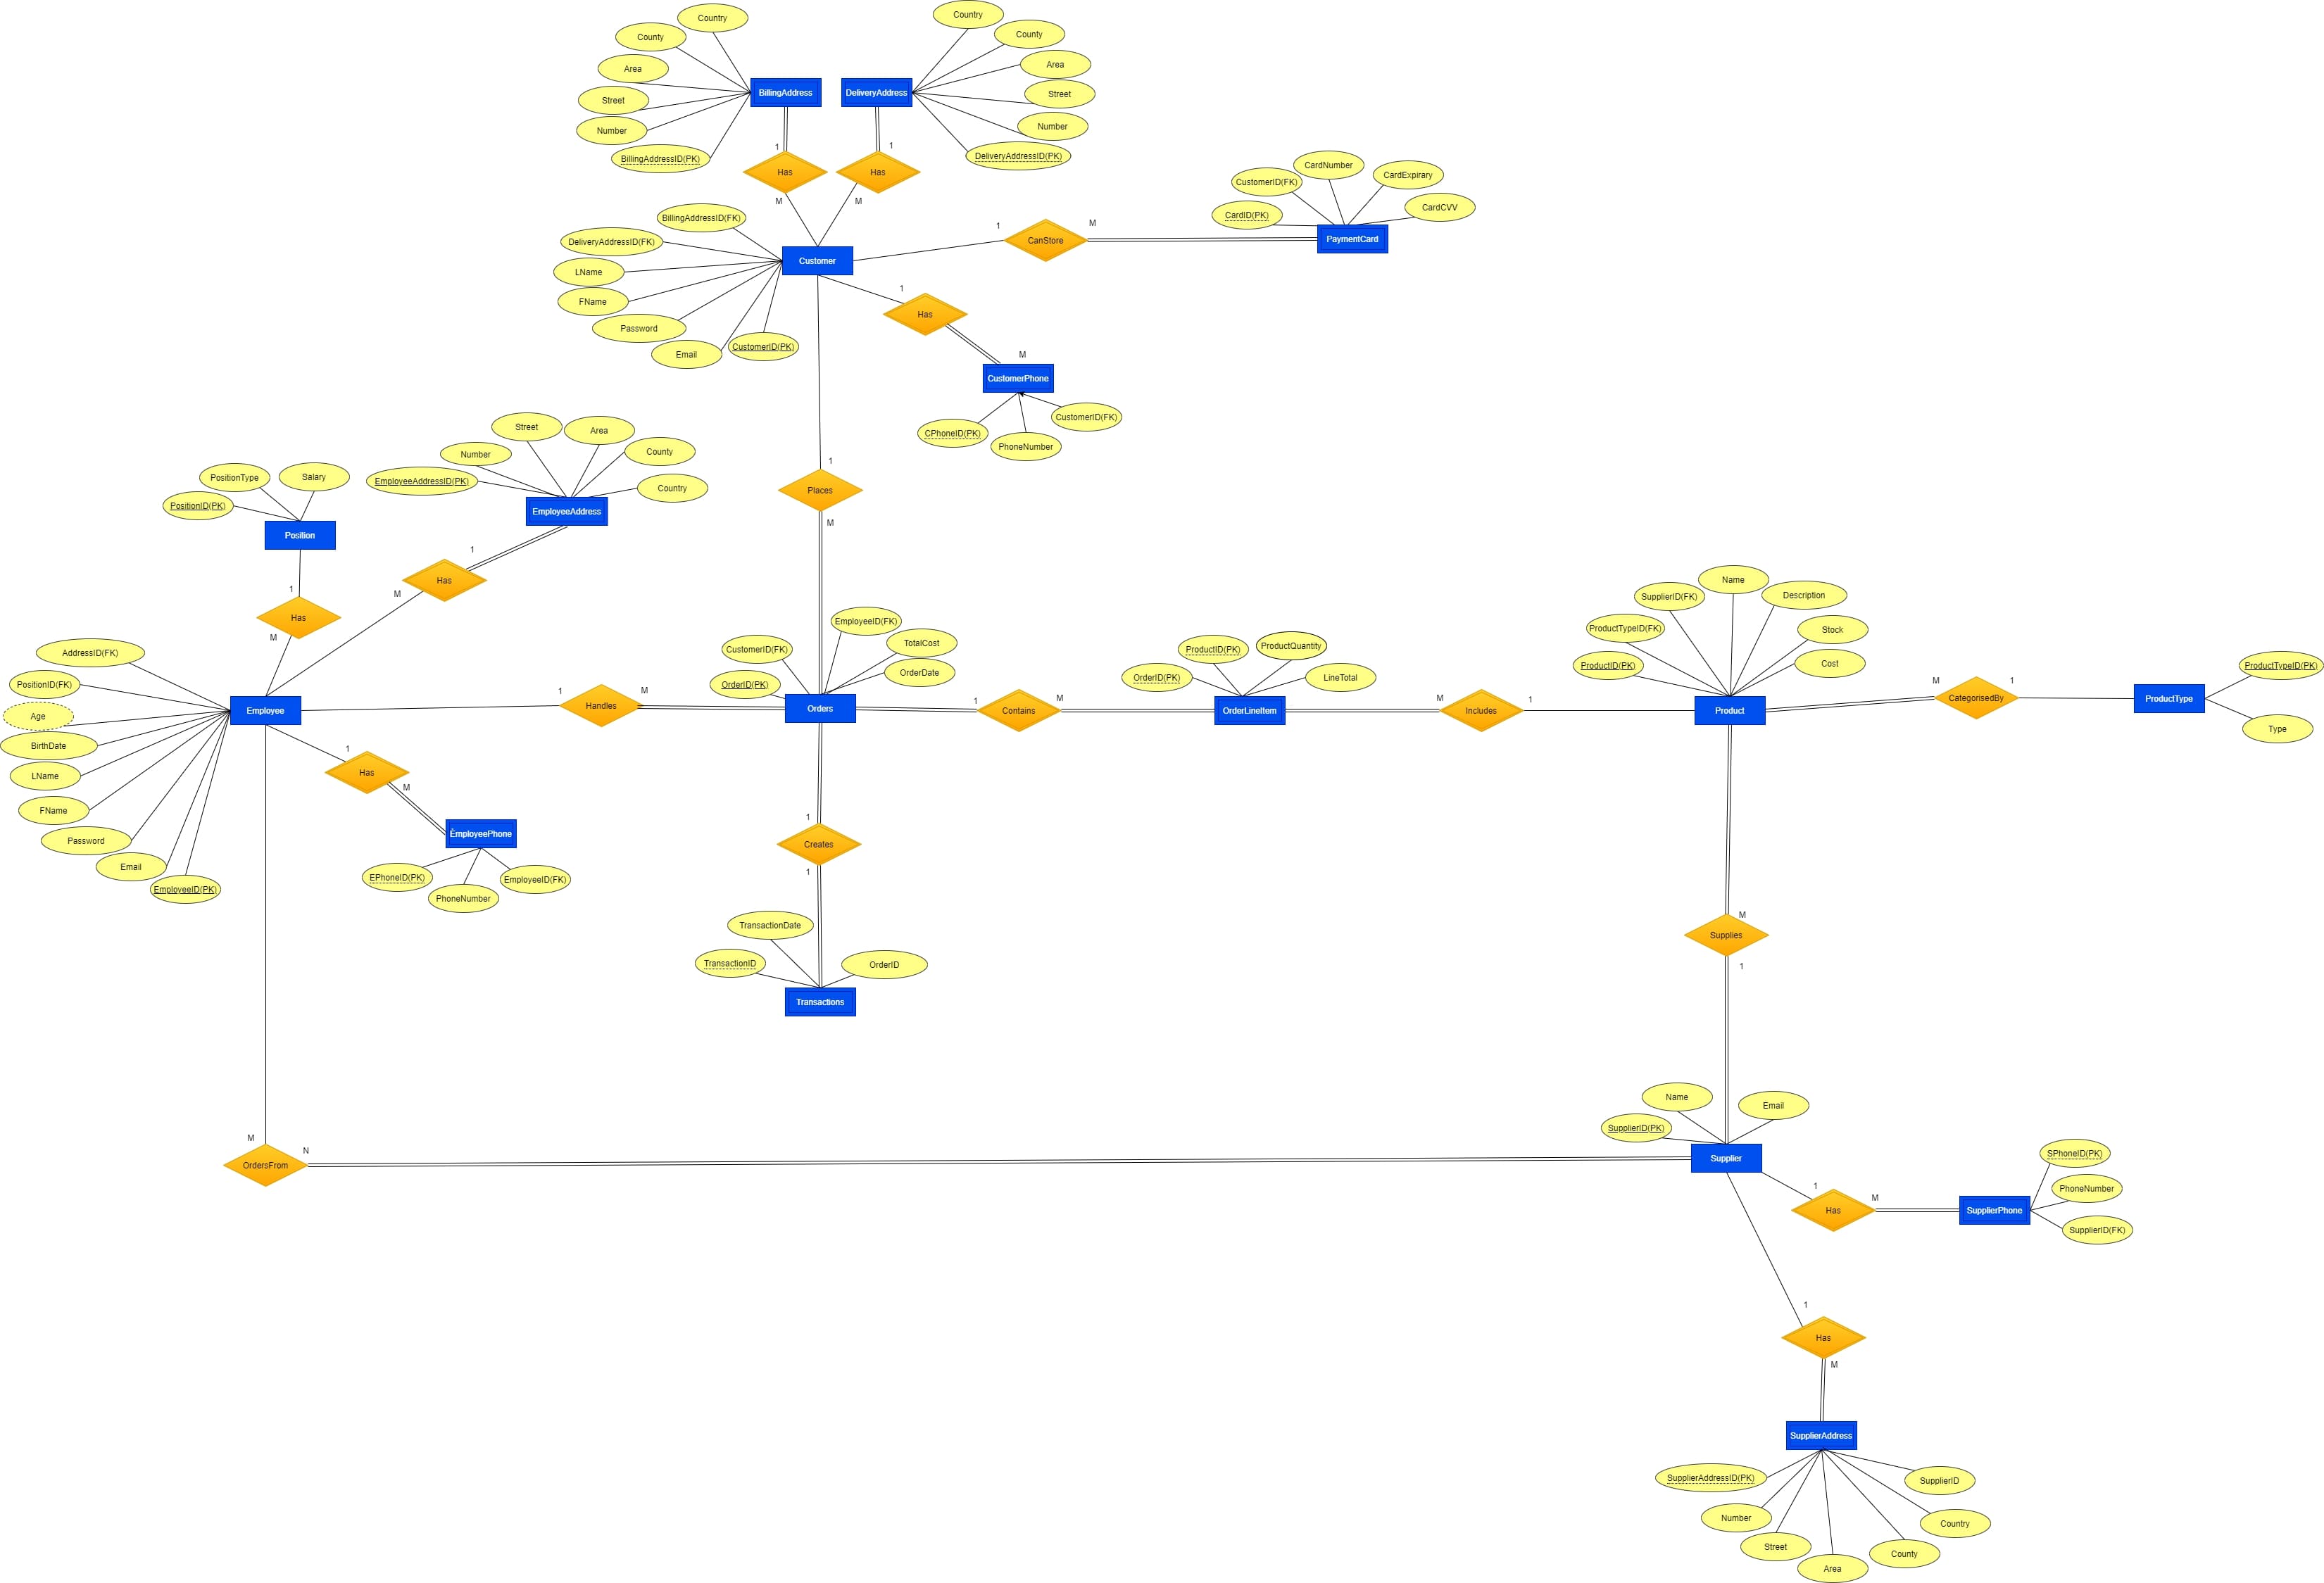 Country
County
Area
Street
Number
BillingAddressID(PK)
BillingAddress
1
Has
M
Country
County
Area
Street
Number
DeliveryAddressID(PK)
DeliveryAddress
1
Has
M
BillingAddressID(FK)
DeliveryAddressID(FK)
LName
FName
Password
Email
CustomerID(PK)
Customer
1
CanStore
M
CardNumber
CustomerID(FK)
CardExpirary
CardID(PK)
CardCVV
PaymentCard
1
Has
M
CustomerPhone
CPhoneID(PK)
PhoneNumber
CustomerID(FK)
1
Places
M
Street
Area
Number
County
EmployeeAddressID(PK)
Country
EmployeeAddress
1
Has
M
PositionType
Salary
PositionID(PK)
Position
1
Has
M
AddressID(FK)
PositionID(FK)
Age
BirthDate
LName
FName
Password
Email
EmployeeID(PK)
Employee
1
Has
M
EmployeePhone
EPhoneID(PK)
PhoneNumber
EmployeeID(FK)
1
Handles
M
EmployeeID(FK)
CustomerID(FK)
TotalCost
OrderID(PK)
OrderDate
Orders
1
Contains
M
ProductID(PK)
ProductQuantity
OrderID(PK)
LineTotal
OrderLineItem
M
Includes
1
Name
SupplierID(FK)
Description
ProductTypeID(FK)
Stock
ProductID(PK)
Cost
Product
M
CategorisedBy
1
ProductType
ProductTypeID(PK)
Type
1
Creates
1
TransactionDate
TransactionID
OrderID
Transactions
M
Supplies
1
Name
Email
SupplierID(PK)
Supplier
M
OrdersFrom
N
1
Has
M
SupplierPhone
SPhoneID(PK)
PhoneNumber
SupplierID(FK)
1
Has
M
SupplierAddress
SupplierAddressID(PK)
Number
Street
Area
County
Country
SupplierID